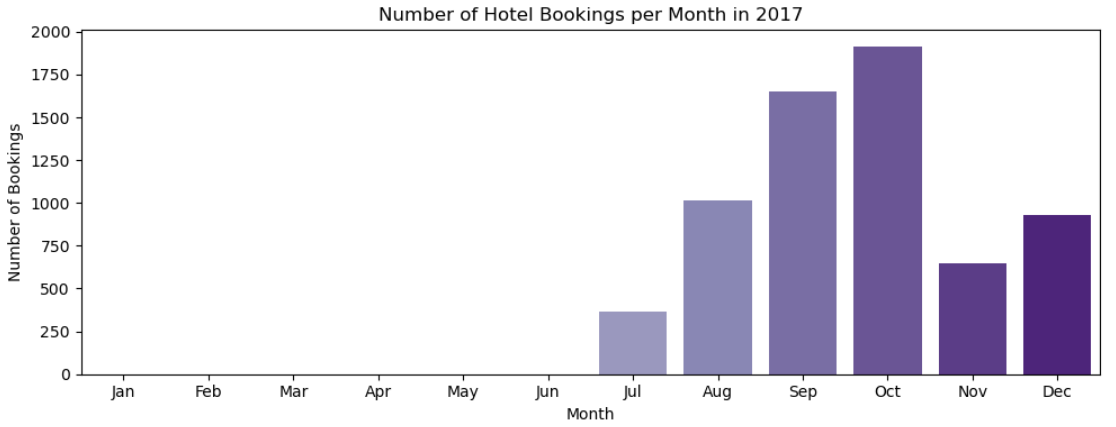 Number of Hotel Bookings per Month in 2017
Number of Bookings
2000
1750
1500
1250
1000
750
500
250
0
Jan Feb Mar Apr May Jun Jul Aug Sep Oct Nov Dec
Month